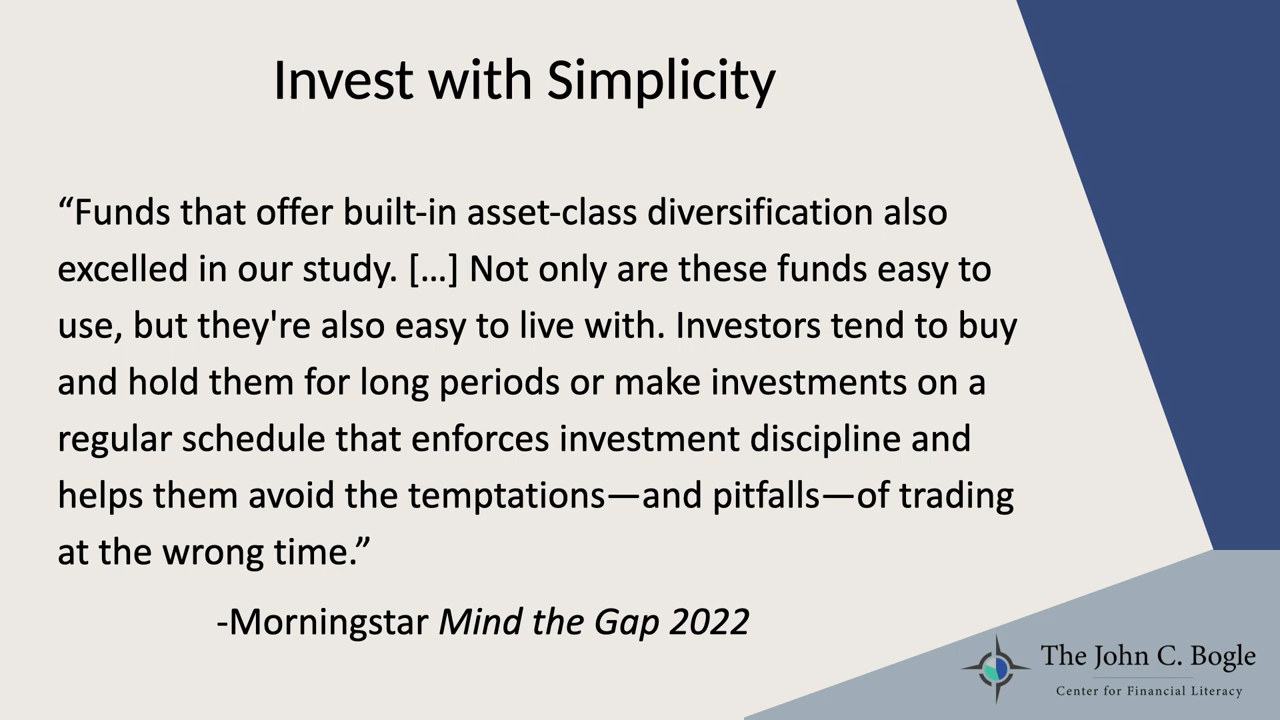 Invest with Simplicity
“Funds that offer built-in asset-class diversification also
excelled in our study. […] Not only are these funds easy to
use, but they're also easy to live with. Investors tend to buy
and hold them for long periods or make investments on a
regular schedule that enforces investment discipline and
helps them avoid the temptations—and pitfalls—of trading
at the wrong time.”
-Morningstar Mind the Gap 2022
The John C. Bogle
Center for Financial Literacy